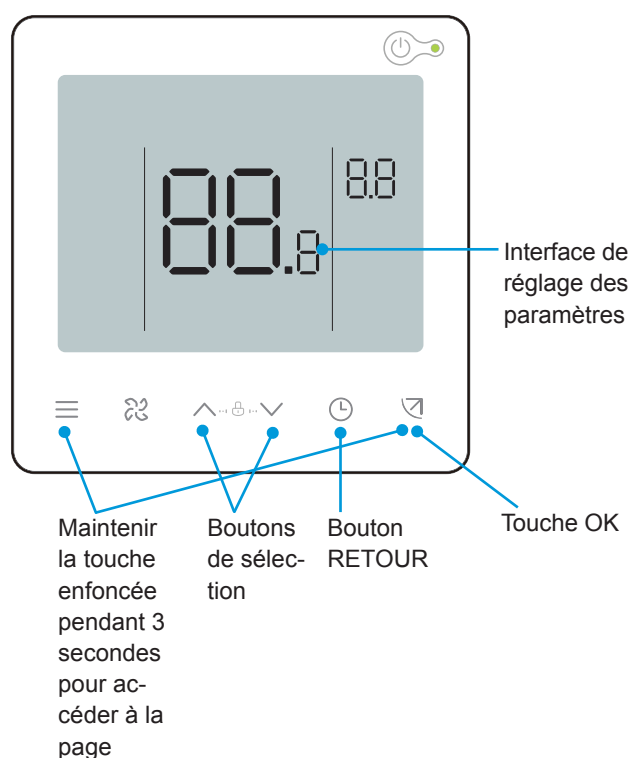 88.8
8.8
Interface de
réglage des
paramètres
Maintenir
la touche
enfoncée
pendant 3
secondes
pour ac-
céder à la
page
Boutons
de sélec-
tion
Bouton
RETOUR
Touche OK